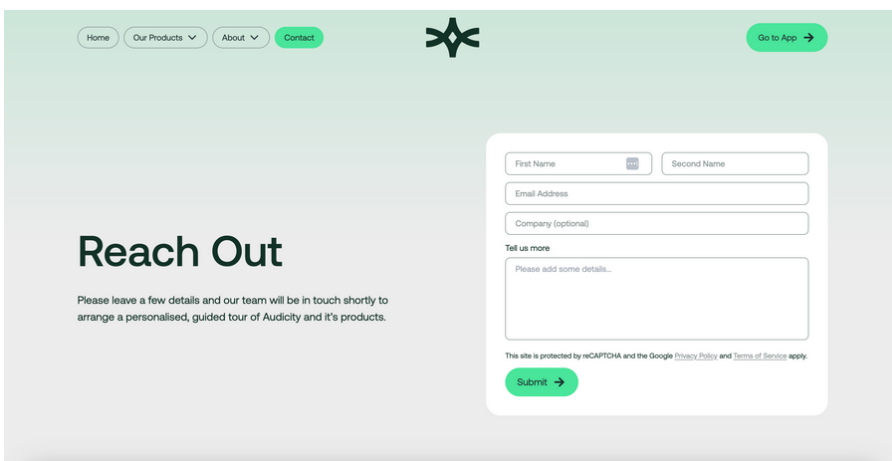 Home
Our Products
About
Contact
Go to App
First Name
Second Name
Email Address
Company (optional)
Reach Out
Please leave a few details and our team will be in touch shortly to
arrange a personalised, guided tour of Audicity and it's products.
Tell us more
Please add some details...
This site is protected by reCAPTCHA and the Google Privacy Policy and Terms of Service apply.
Submit